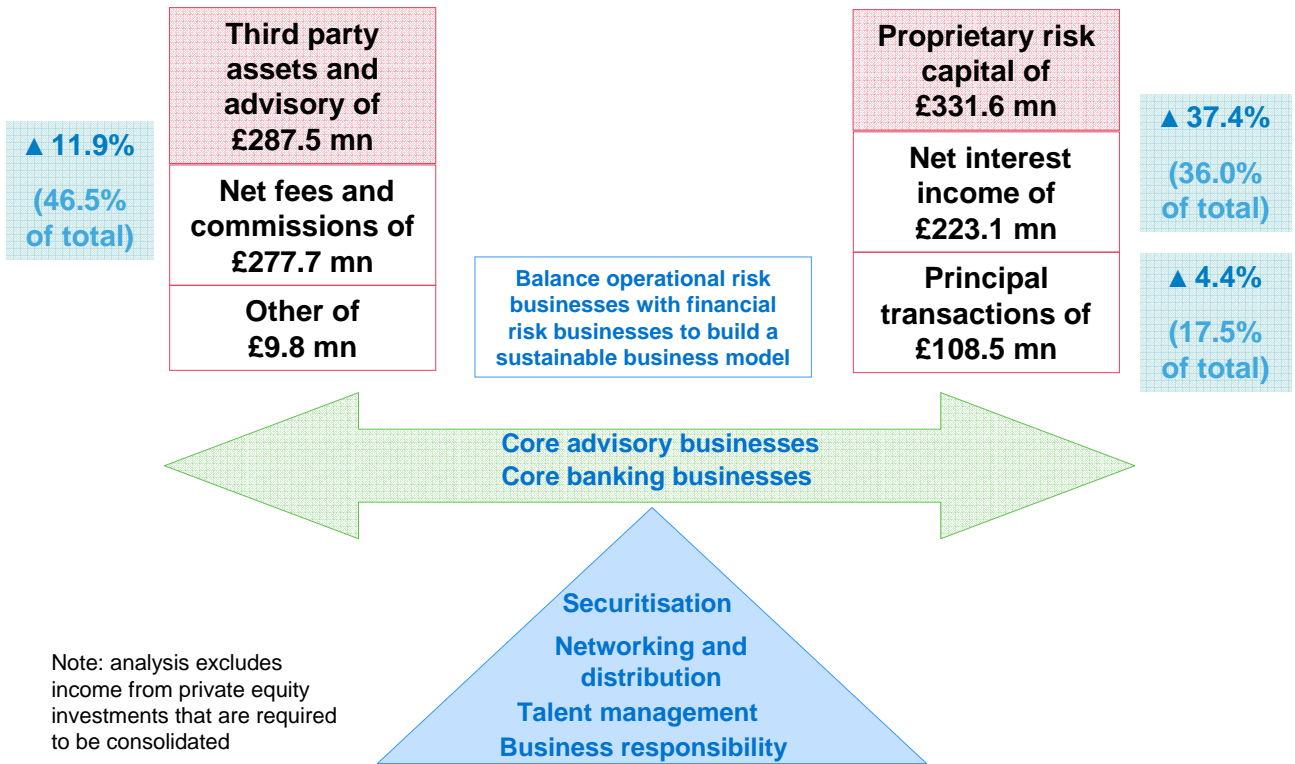 Third party
assets and
advisory of
£287.5 mn
Net fees and
commissions of
£277.7 mn
Other of
£9.8 mn
▲ 11.9%
(46.5%
of total)
Balance operational risk
businesses with financial
risk businesses to build a
sustainable business model
Proprietary risk
capital of
£331.6 mn
Net interest
income of
£223.1 mn
Principal
transactions of
£108.5 mn
▲ 37.4%
(36.0%
of total)
▲ 4.4%
(17.5%
of total)
Core advisory businesses
Core banking businesses
Securitisation
Networking and
distribution
Talent management
Business responsibility
Note: analysis excludes
income from private equity
investments that are required
to be consolidated